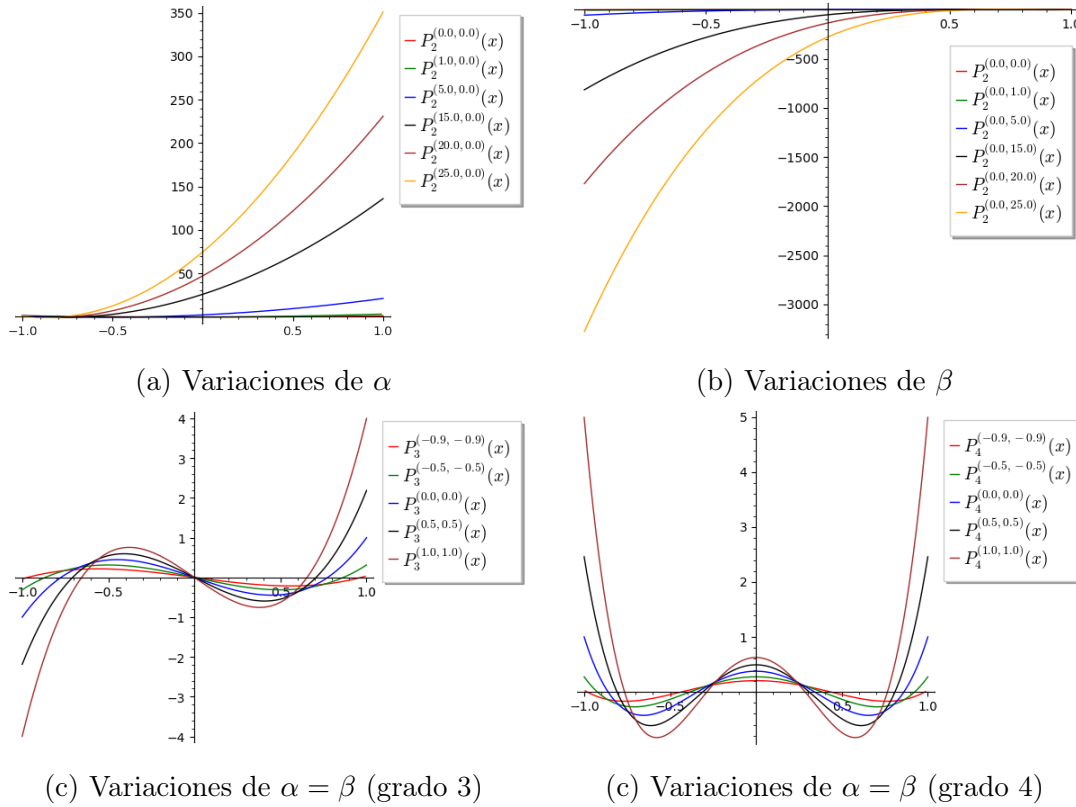 350
300
250
200
150
100
50
−1.0 −0.5 0.5 1.0
P_2^{(0.0,0.0)}(x)
P_2^{(1.0,0.0)}(x)
P_2^{(5.0,0.0)}(x)
P_2^{(15.0,0.0)}(x)
P_2^{(20.0,0.0)}(x)
P_2^{(25.0,0.0)}(x)
(a) Variaciones de α
−1.0 −0.5 0.5 1.0
−500
−1000
−1500
−2000
−2500
−3000
P_2^{(0.0,0.0)}(x)
P_2^{(0.0,1.0)}(x)
P_2^{(0.0,5.0)}(x)
P_2^{(0.0,15.0)}(x)
P_2^{(0.0,20.0)}(x)
P_2^{(0.0,25.0)}(x)
(b) Variaciones de β
4
3
2
1
−1.0 −0.5 0.5 1.0
−1
−2
−3
−4
P_3^{(−0.9,−0.9)}(x)
P_3^{(−0.5,−0.5)}(x)
P_3^{(0.0,0.0)}(x)
P_3^{(0.5,0.5)}(x)
P_3^{(1.0,1.0)}(x)
(c) Variaciones de α = β (grado 3)
5
4
3
2
1
−1.0 −0.5 0.5 1.0
P_4^{(−0.9,−0.9)}(x)
P_4^{(−0.5,−0.5)}(x)
P_4^{(0.0,0.0)}(x)
P_4^{(0.5,0.5)}(x)
P_4^{(1.0,1.0)}(x)
(c) Variaciones de α = β (grado 4)